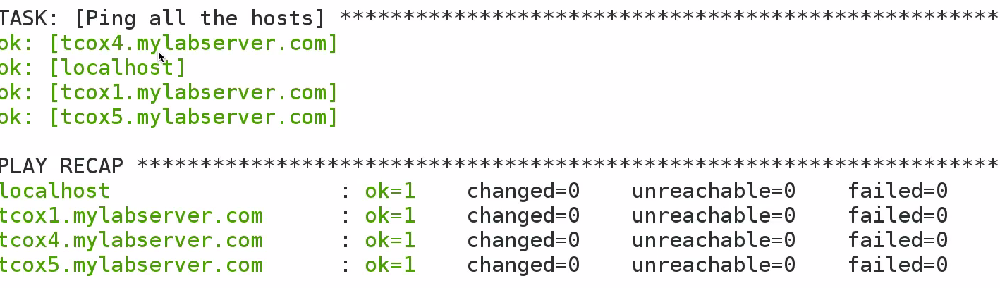 TASK: [Ping all the hosts] ****************************************************
ok: [tcox4.mylabserver.com]
ok: [localhost]
ok: [tcox1.mylabserver.com]
ok: [tcox5.mylabserver.com]
PLAY RECAP ********************************************************************
localhost : ok=1 changed=0 unreachable=0 failed=0
tcox1.mylabserver.com : ok=1 changed=0 unreachable=0 failed=0
tcox4.mylabserver.com : ok=1 changed=0 unreachable=0 failed=0
tcox5.mylabserver.com : ok=1 changed=0 unreachable=0 failed=0